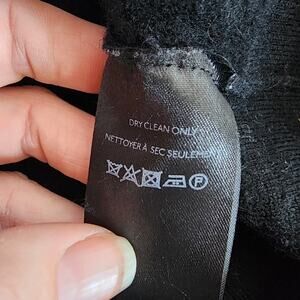 DRY CLEAN ONLY
NETTOYER À SEC SEULEMENT
P